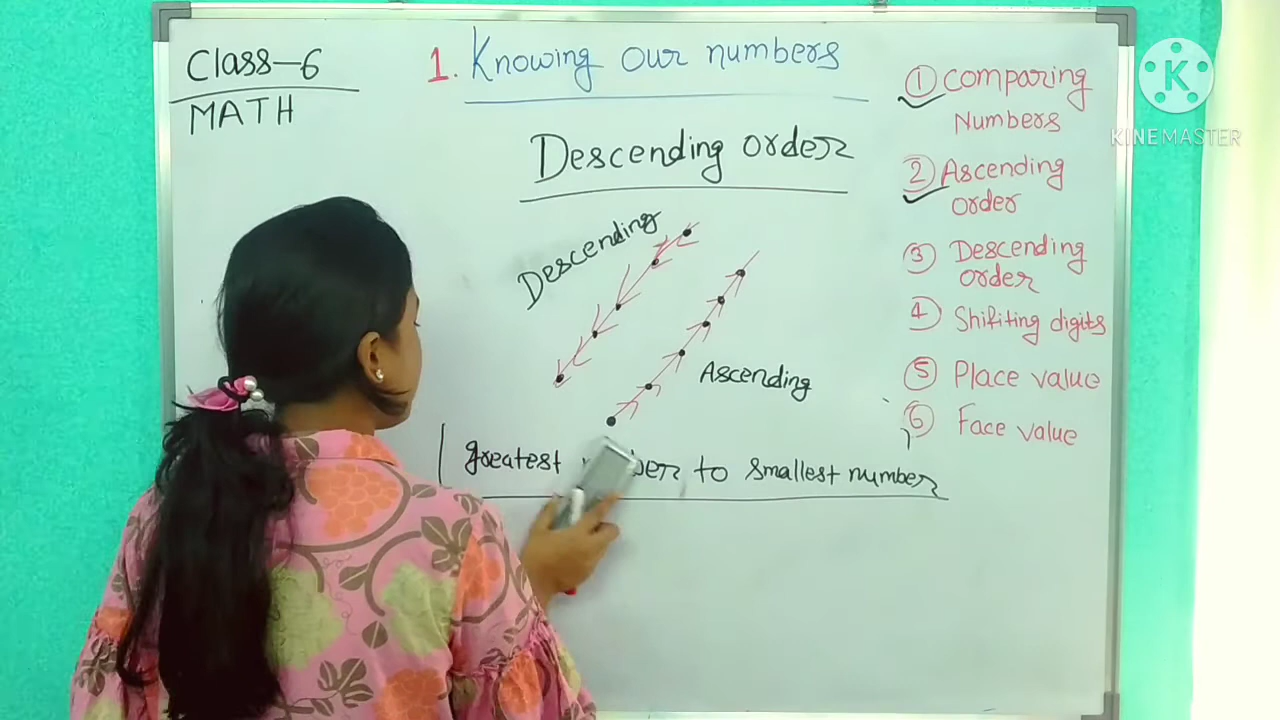 Class-6
MATH
1. Knowing our numbers
Descending order
Descending
Ascending
greatest number to smallest number
1 Comparing
Numbers
2 Ascending
order
3 Descending
order
4 Shifiting digits
5 Place value
6 Face value
K
KINEMASTER